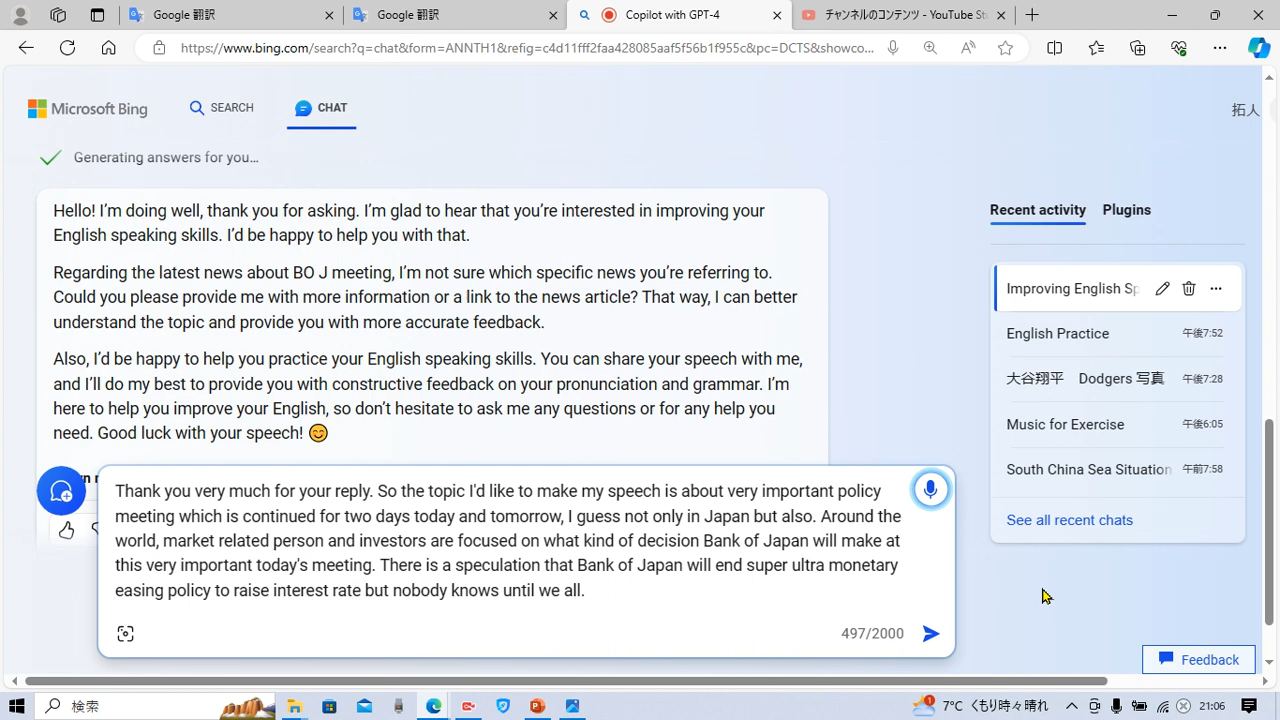 Google 翻訳
Google 翻訳
Copilot with GPT-4
チャンネルのコンテンツ - YouTube St
https://www.bing.com/search?q=chat&form=ANNTH1&refig=c4d11fff2faa428085aaf5f56b1f955c&pc=DCTS&showco...
Microsoft Bing
SEARCH
CHAT
拓人
Generating answers for you...
Hello! I'm doing well, thank you for asking. I'm glad to hear that you're interested in improving your
English speaking skills. I'd be happy to help you with that.
Regarding the latest news about BO J meeting, I'm not sure which specific news you're referring to.
Could you please provide me with more information or a link to the news article? That way, I can better
understand the topic and provide you with more accurate feedback.
Also, I'd be happy to help you practice your English speaking skills. You can share your speech with me,
and I'll do my best to provide you with constructive feedback on your pronunciation and grammar. I'm
here to help you improve your English, so don't hesitate to ask me any questions or for any help you
need. Good luck with your speech! 😊
Thank you very much for your reply. So the topic I'd like to make my speech is about very important policy
meeting which is continued for two days today and tomorrow, I guess not only in Japan but also. Around the
world, market related person and investors are focused on what kind of decision Bank of Japan will make at
this very important today's meeting. There is a speculation that Bank of Japan will end super ultra monetary
easing policy to raise interest rate but nobody knows until we all.
497/2000
Recent activity
Plugins
Improving English Sp
English Practice 午後7:52
大谷翔平 Dodgers 写真 午後7:28
Music for Exercise 午後6:05
South China Sea Situation 午前7:58
See all recent chats
Feedback
検索
1
7°C くもり時々晴れ
21:06